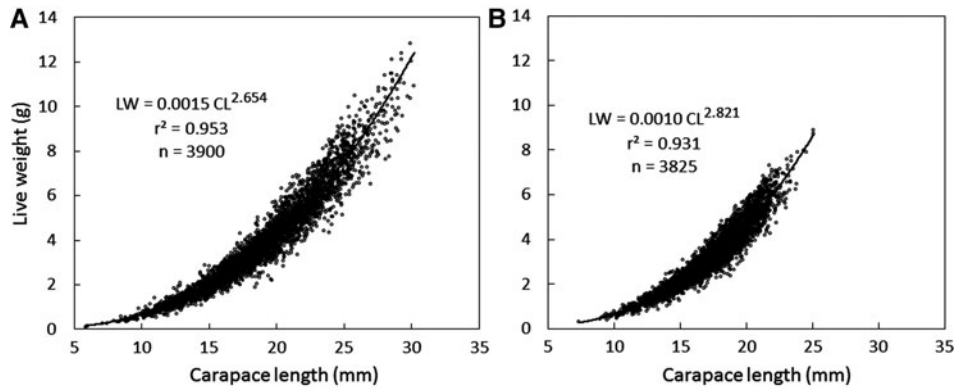 A
14
12
10
8
6
4
2
0
Live weight (g)
LW = 0.0015 CL^2.654
r² = 0.953
n = 3900
5 10 15 20 25 30 35
Carapace length (mm)
B
14
12
10
8
6
4
2
0
LW = 0.0010 CL^2.821
r² = 0.931
n = 3825
5 10 15 20 25 30 35
Carapace length (mm)